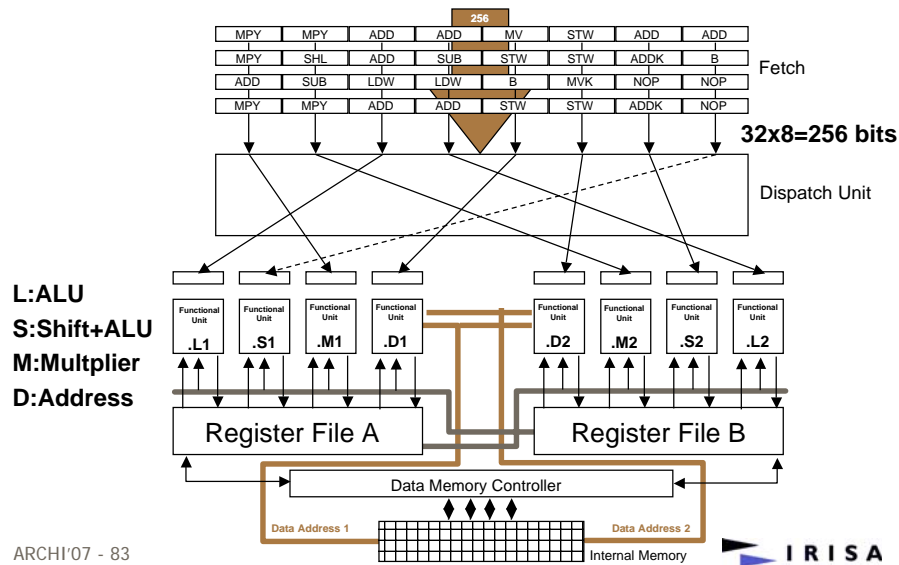 256
MPY MPY ADD ADD MV STW ADD ADD
MPY SHL ADD SUB STW STW ADDK B
Fetch
ADD SUB LDW LDW B MVK NOP NOP
MPY MPY ADD ADD STW STW ADDK NOP
32x8=256 bits
Dispatch Unit
L:ALU
S:Shift+ALU
M:Multplier
D:Address
Functional Unit .L1
Functional Unit .S1
Functional Unit .M1
Functional Unit .D1
Functional Unit .D2
Functional Unit .M2
Functional Unit .S2
Functional Unit .L2
Register File A
Register File B
Data Memory Controller
Data Address 1
Data Address 2
Internal Memory
ARCHI'07 - 83
IRISA